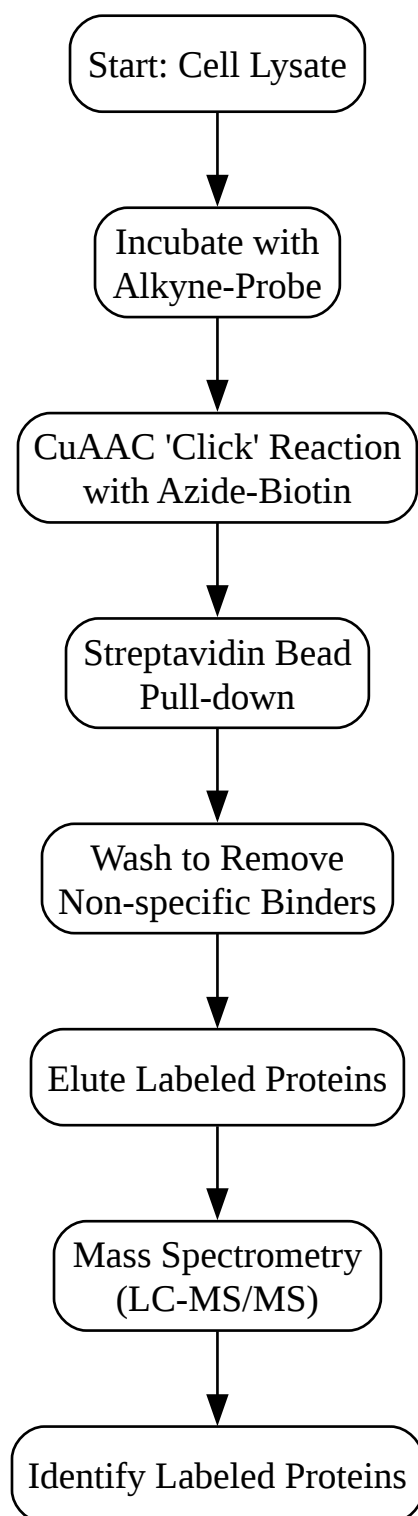 Start: Cell Lysate
Incubate with
Alkyne-Probe
CuAAC 'Click' Reaction
with Azide-Biotin
Streptavidin Bead
Pull-down
Wash to Remove
Non-specific Binders
Elute Labeled Proteins
Mass Spectrometry
(LC-MS/MS)
Identify Labeled Proteins